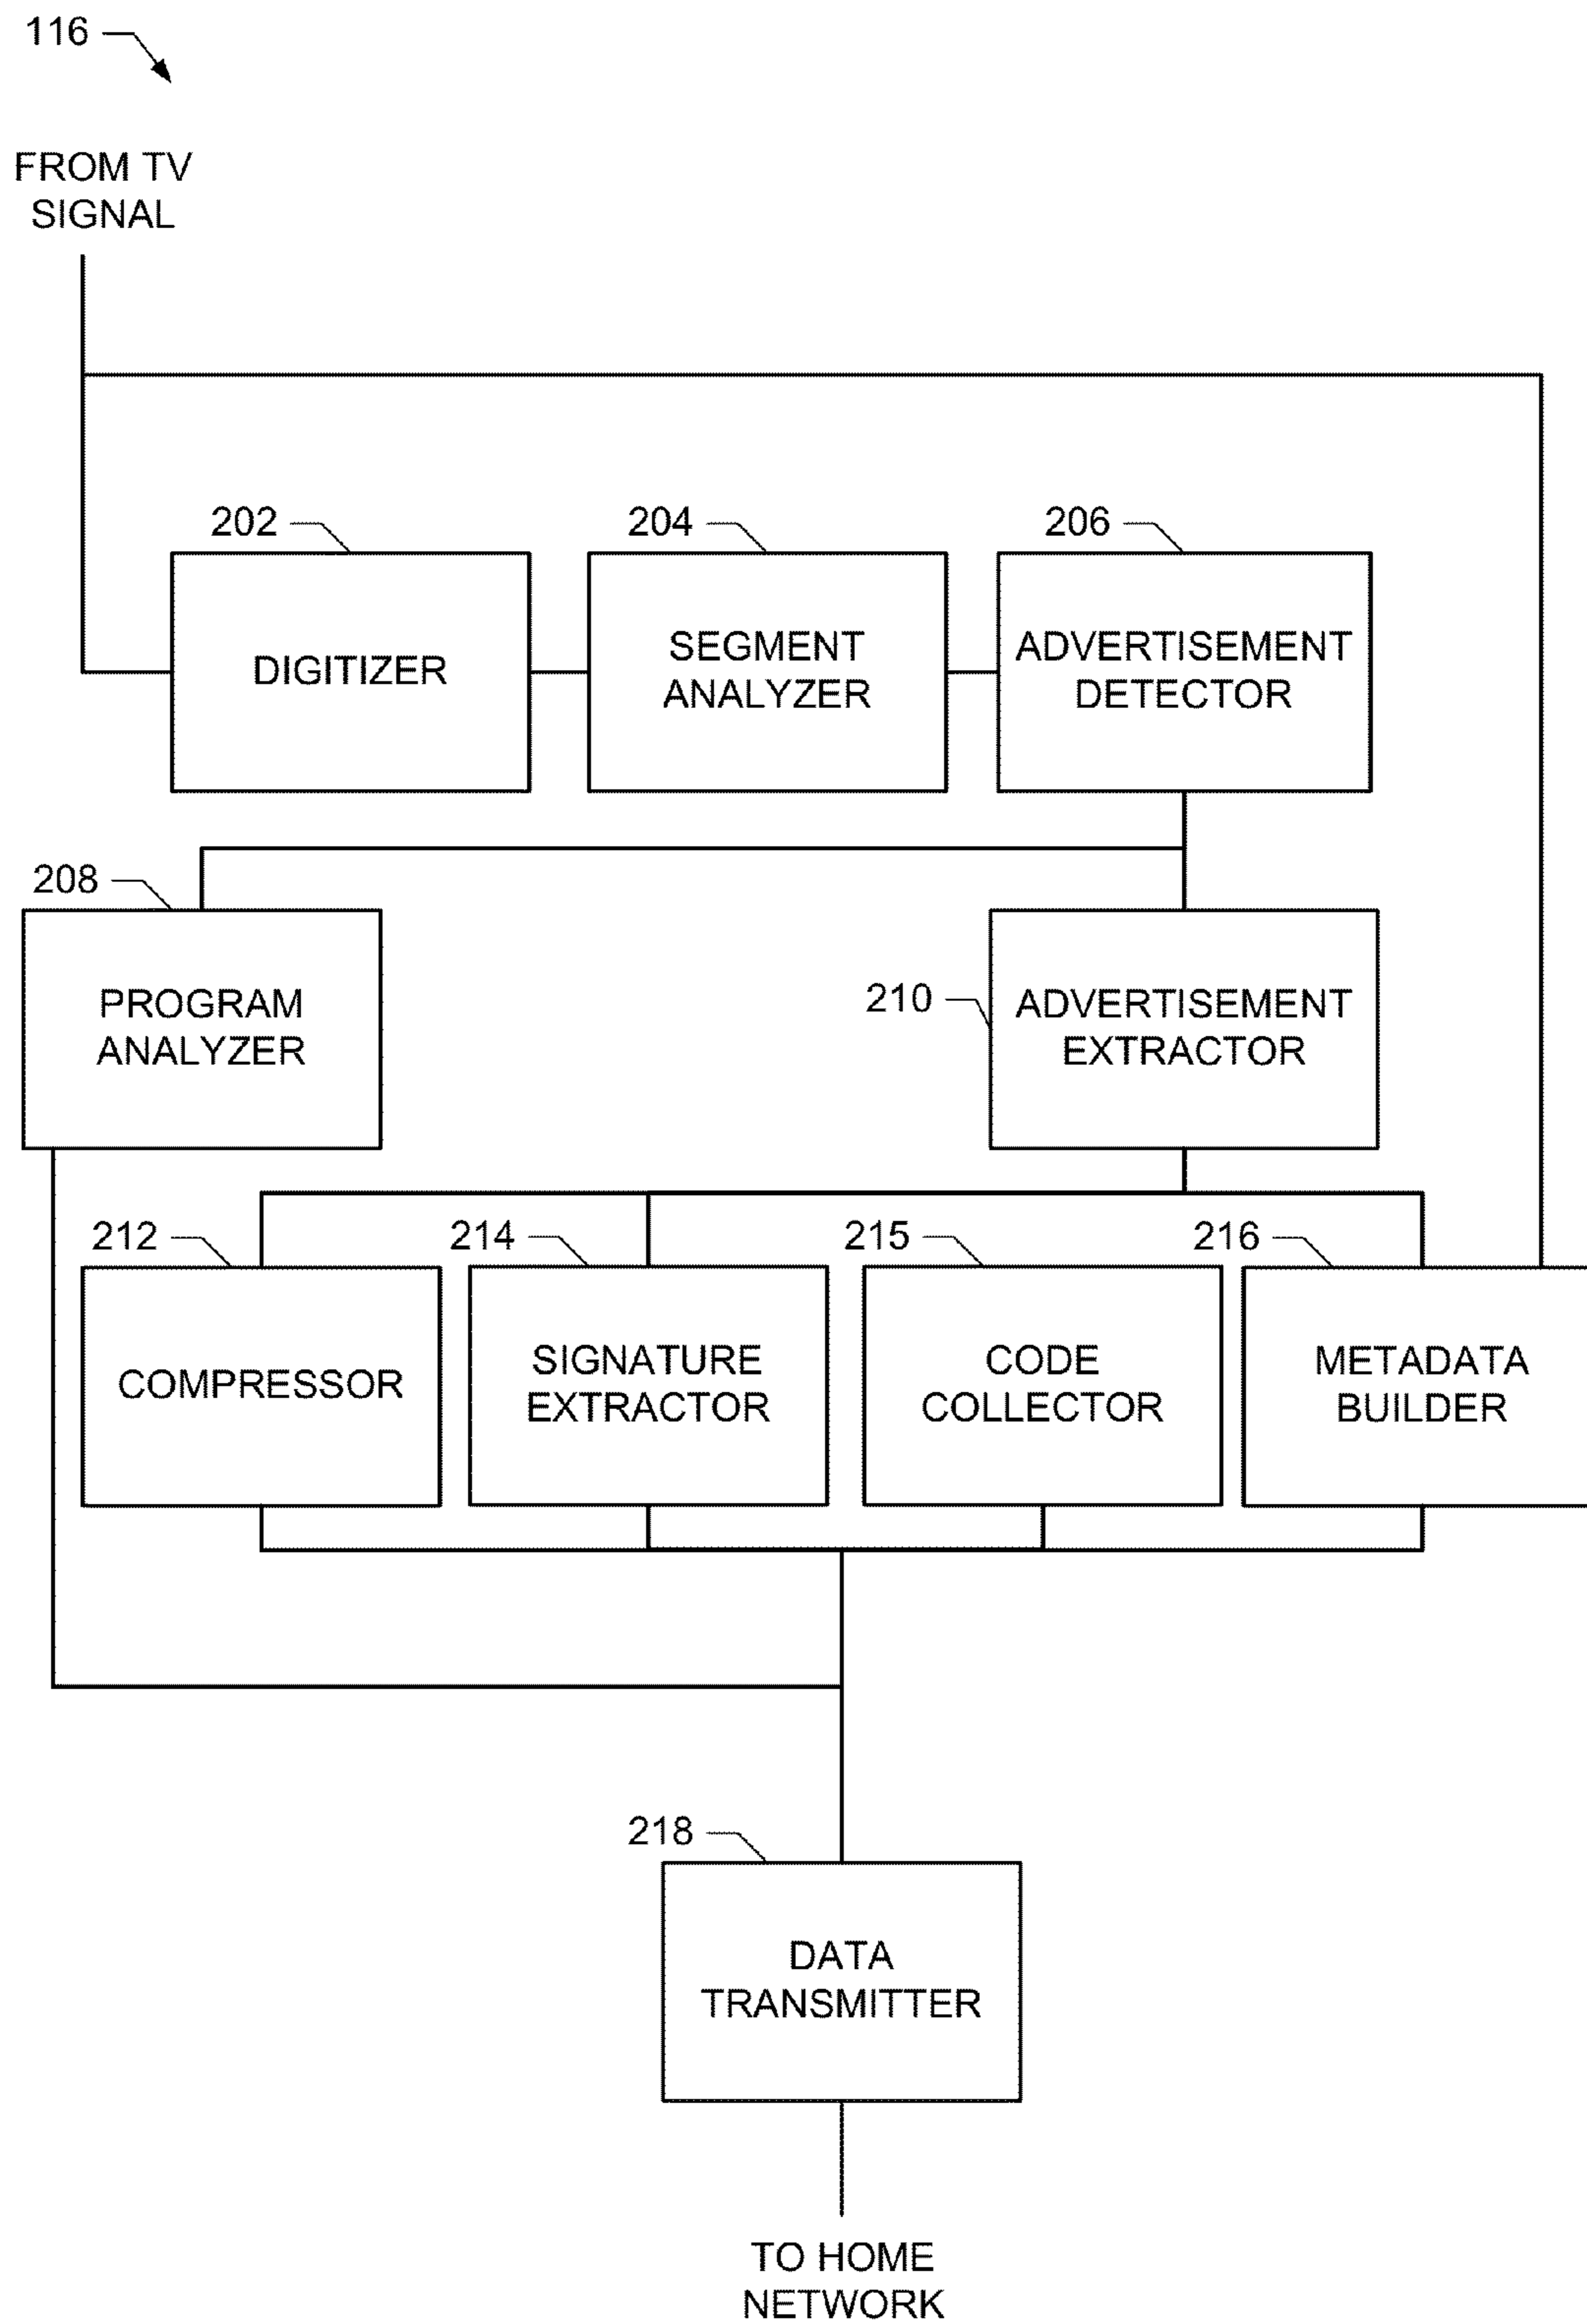 116
FROM TV
SIGNAL
202
204
206
DIGITIZER
SEGMENT
ANALYZER
ADVERTISEMENT
DETECTOR
208
PROGRAM
ANALYZER
210
ADVERTISEMENT
EXTRACTOR
212
214
215
216
COMPRESSOR
SIGNATURE
EXTRACTOR
CODE
COLLECTOR
METADATA
BUILDER
218
DATA
TRANSMITTER
TO HOME
NETWORK